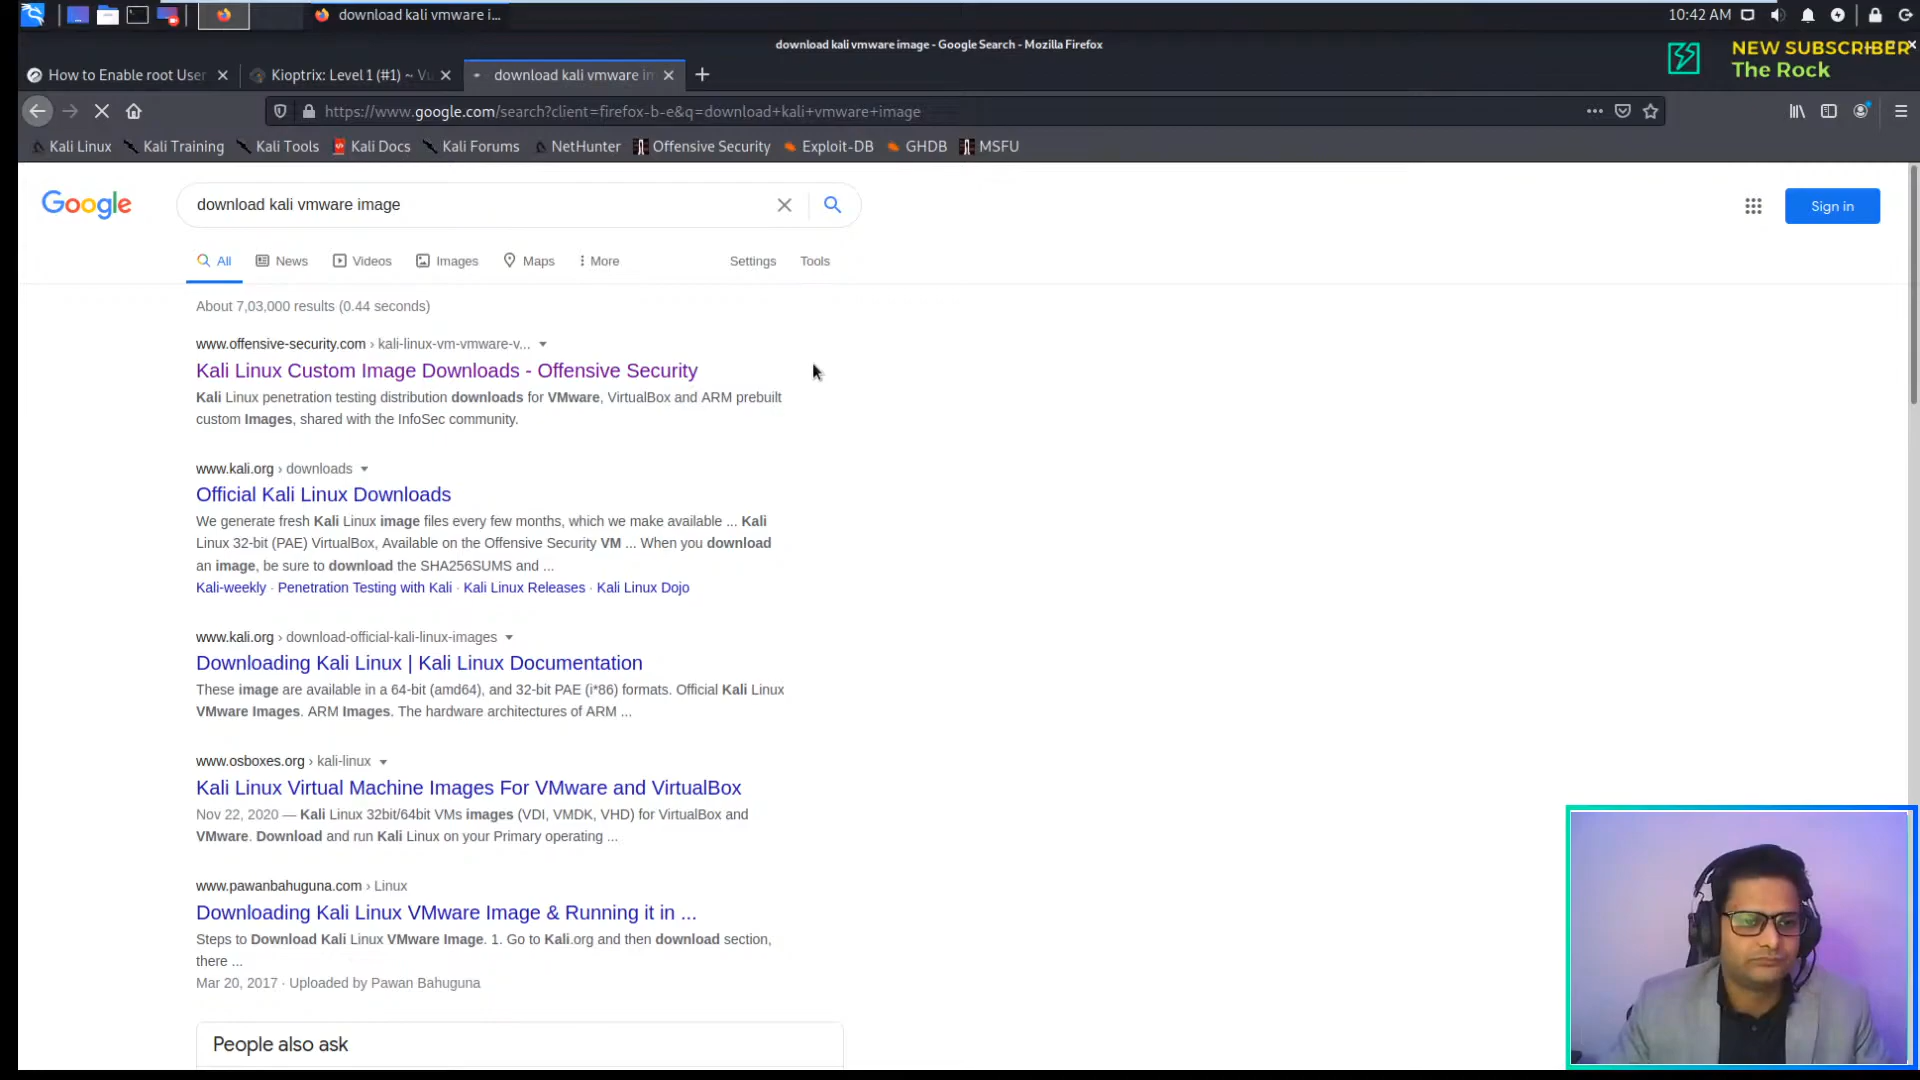 download kali vmware i...
10:42 AM
download kali vmware image - Google Search - Mozilla Firefox
NEW SUBSCRIBER
The Rock
How to Enable root User
Kioptrix: Level 1 (#1) ~ Vu
download kali vmware im
https://www.google.com/search?client=firefox-b-e&q=download+kali+vmware+image
Kali Linux Kali Training Kali Tools Kali Docs Kali Forums NetHunter Offensive Security Exploit-DB GHDB MSFU
Google
download kali vmware image
Sign in
All News Videos Images Maps More Settings Tools
About 7,03,000 results (0.44 seconds)
www.offensive-security.com › kali-linux-vm-vmware-v...
Kali Linux Custom Image Downloads - Offensive Security
Kali Linux penetration testing distribution downloads for VMware, VirtualBox and ARM prebuilt
custom Images, shared with the InfoSec community.
www.kali.org › downloads
Official Kali Linux Downloads
We generate fresh Kali Linux image files every few months, which we make available ... Kali
Linux 32-bit (PAE) VirtualBox, Available on the Offensive Security VM ... When you download
an image, be sure to download the SHA256SUMS and ...
Kali-weekly · Penetration Testing with Kali · Kali Linux Releases · Kali Linux Dojo
www.kali.org › download-official-kali-linux-images
Downloading Kali Linux | Kali Linux Documentation
These image are available in a 64-bit (amd64), and 32-bit PAE (i*86) formats. Official Kali Linux
VMware Images. ARM Images. The hardware architectures of ARM ...
www.osboxes.org › kali-linux
Kali Linux Virtual Machine Images For VMware and VirtualBox
Nov 22, 2020 — Kali Linux 32bit/64bit VMs images (VDI, VMDK, VHD) for VirtualBox and
VMware. Download and run Kali Linux on your Primary operating ...
www.pawanbahuguna.com › Linux
Downloading Kali Linux VMware Image & Running it in ...
Steps to Download Kali Linux VMware Image. 1. Go to Kali.org and then download section,
there ...
Mar 20, 2017 · Uploaded by Pawan Bahuguna
People also ask